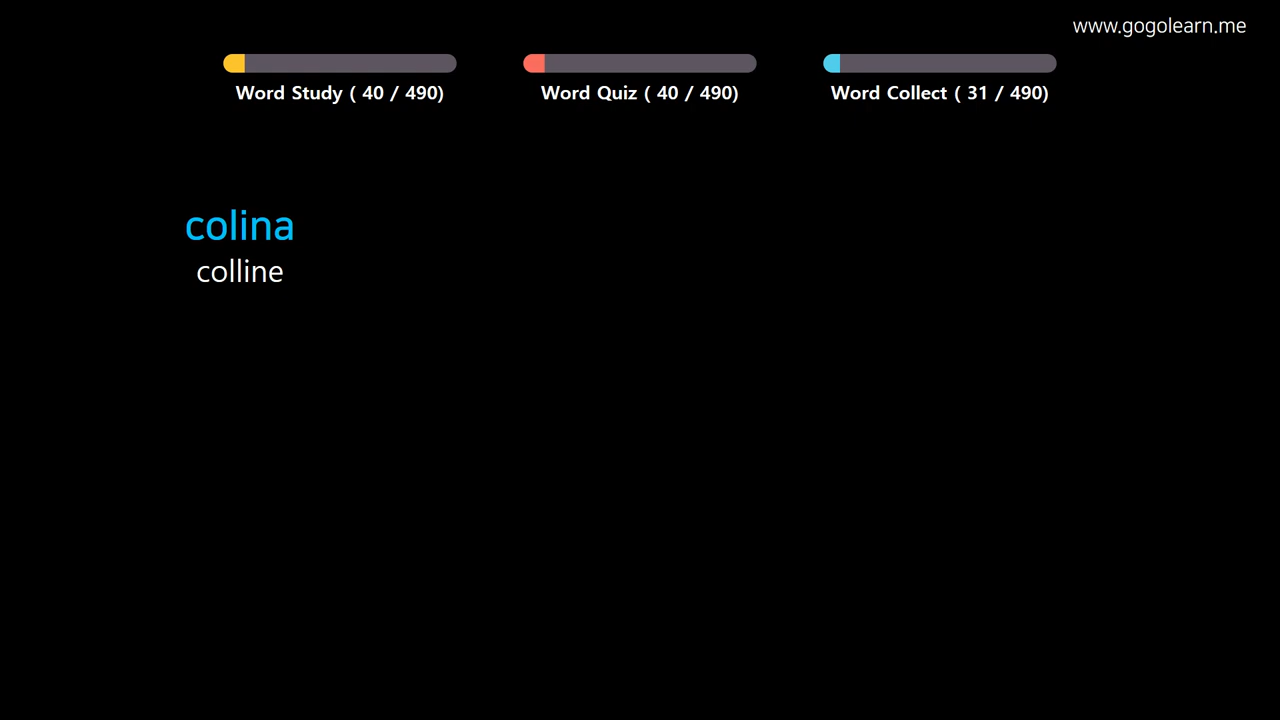 www.gogolearn.me
Word Study ( 40 / 490)
Word Quiz ( 40 / 490)
Word Collect ( 31 / 490)
colina
colline